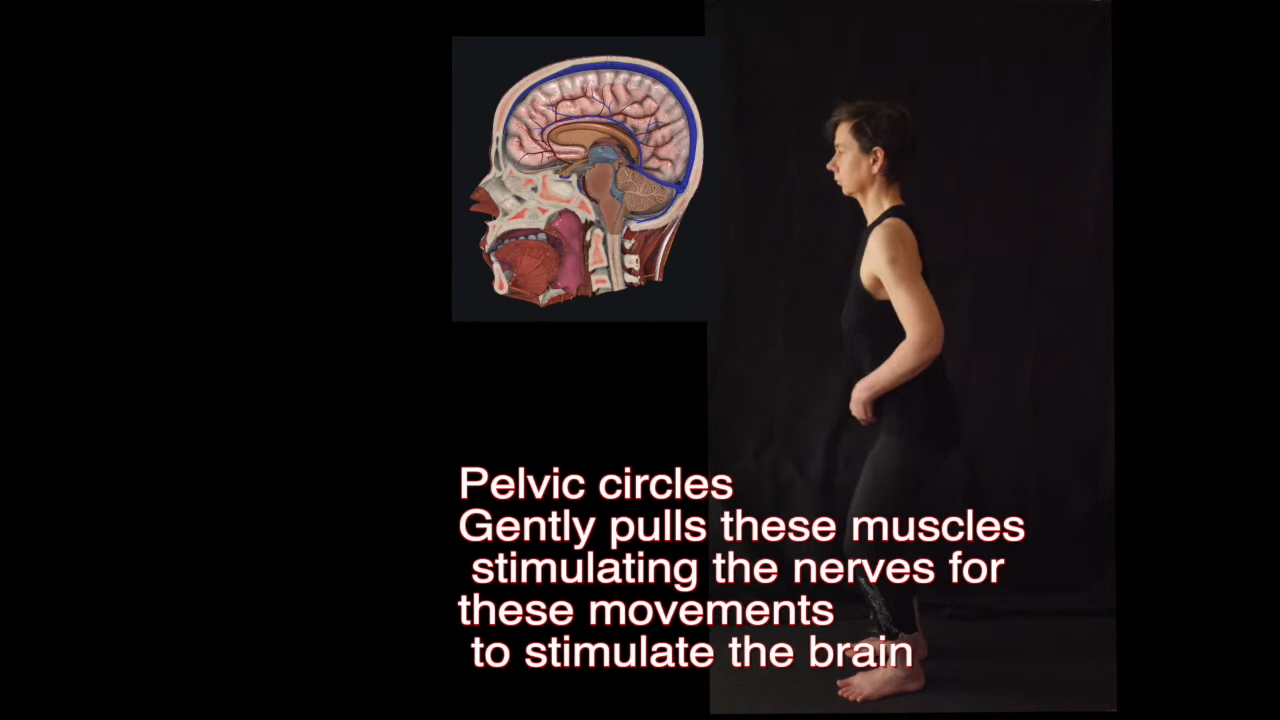 Pelvic circles
Gently pulls these muscles
stimulating the nerves for
these movements
to stimulate the brain